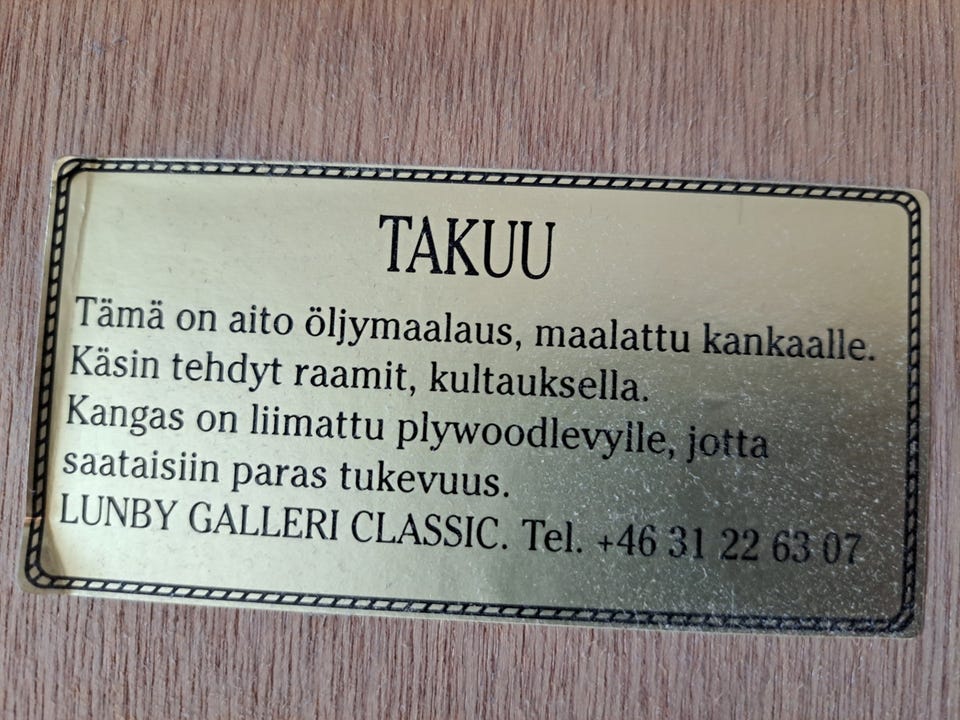 TAKUU
Tämä on aito öljymaalaus, maalattu kankaalle.
Käsin tehdyt raamit, kultauksella.
Kangas on liimattu plywoodlevylle, jotta
saataisiin paras tukevuus.
LUNBY GALLERI CLASSIC. Tel. +46 31 22 63 07